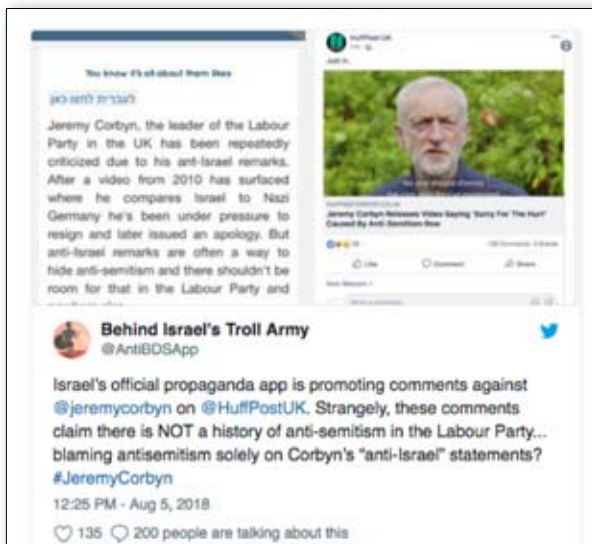 You know it's all about them likes
לעברית לחצו כאן
Jeremy Corbyn, the leader of the Labour
Party in the UK has been repeatedly
criticized due to his ant-Israel remarks.
After a video from 2010 has surfaced
where he compares Israel to Nazi
Germany he's been under pressure to
resign and later issued an apology. But
anti-Israel remarks are often a way to
hide anti-semitism and there shouldn't be
room for that in the Labour Party and
HuffPost UK
Just in..
Jeremy Corbyn Releases Video Saying 'Sorry For The Hurt'
Caused By Anti-Semitism Row
Like Comment Share
Behind Israel's Troll Army
@AntiBDSApp
Israel's official propaganda app is promoting comments against
@jeremycorbyn on @HuffPostUK. Strangely, these comments
claim there is NOT a history of anti-semitism in the Labour Party...
blaming antisemitism solely on Corbyn's "anti-Israel" statements?
#JeremyCorbyn
12:25 PM - Aug 5, 2018
135 200 people are talking about this